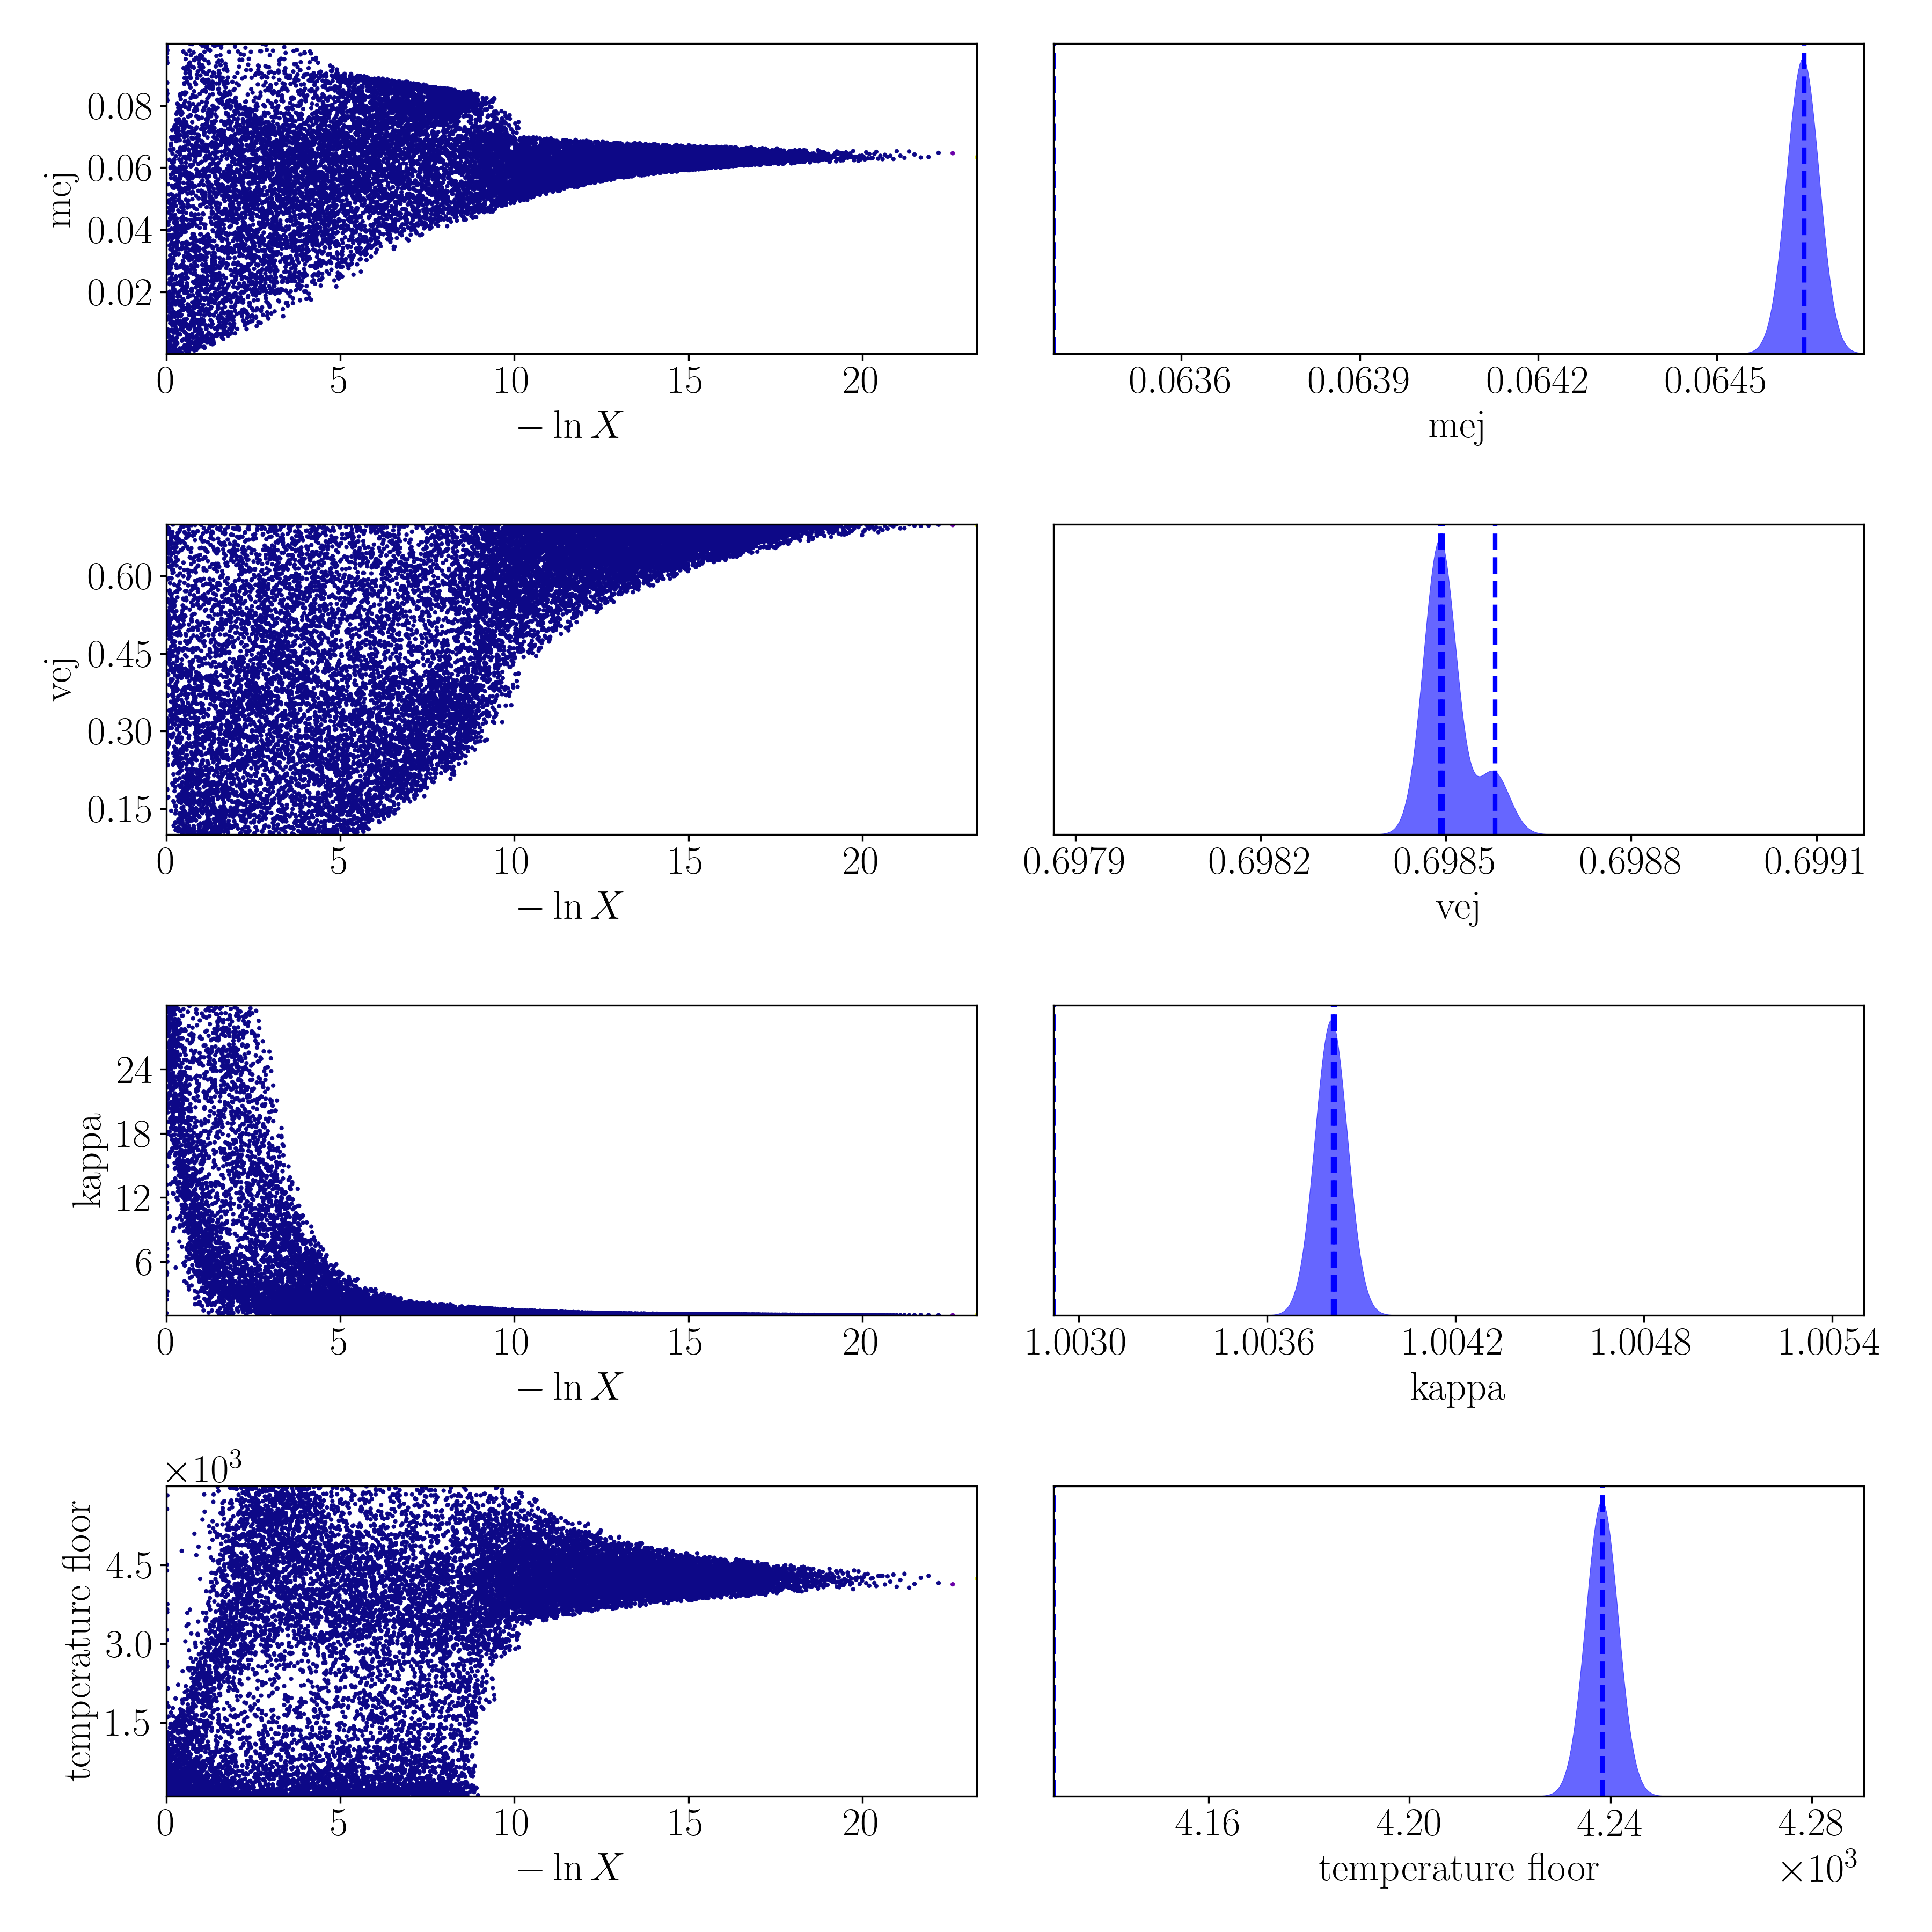 mej
0.08
0.06
0.04
0.02
0 5 10 15 20
− ln X
0.0636 0.0639 0.0642 0.0645
mej
vej
0.60
0.45
0.30
0.15
0 5 10 15 20
− ln X
0.6979 0.6982 0.6985 0.6988 0.6991
vej
kappa
24
18
12
6
0 5 10 15 20
− ln X
1.0030 1.0036 1.0042 1.0048 1.0054
kappa
×10³
temperature floor
4.5
3.0
1.5
0 5 10 15 20
− ln X
4.16 4.20 4.24 4.28
temperature floor
×10³